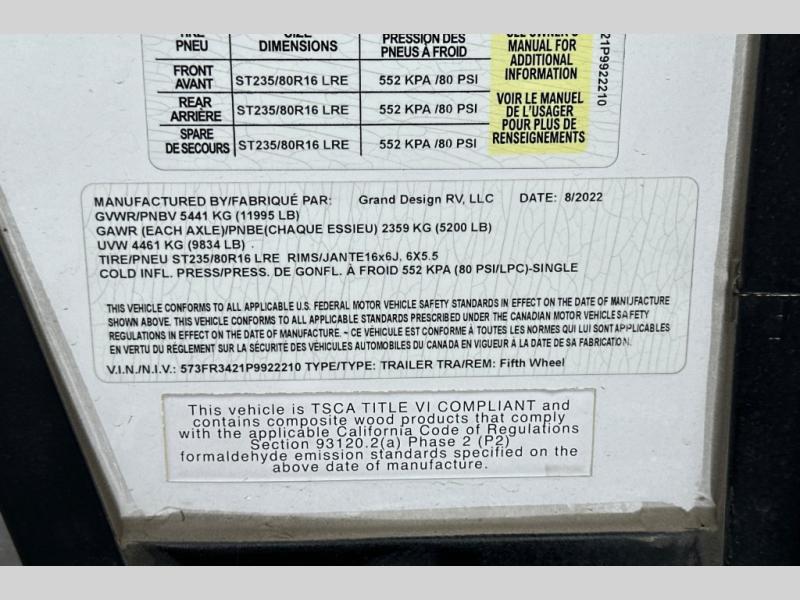 TIRE SIZE PRESSION DES SEE OWNER'S
PNEU DIMENSIONS PNEUS À FROID MANUAL FOR
ADDITIONAL
INFORMATION
FRONT
AVANT ST235/80R16 LRE 552 KPA /80 PSI
REAR
ARRIÈRE ST235/80R16 LRE 552 KPA /80 PSI
SPARE
DE SECOURS ST235/80R16 LRE 552 KPA /80 PSI
VOIR LE MANUEL
DE L'USAGER
POUR PLUS DE
RENSEIGNEMENTS
21P9922210
MANUFACTURED BY/FABRIQUÉ PAR: Grand Design RV, LLC DATE: 8/2022
GVWR/PNBV 5441 KG (11995 LB)
GAWR (EACH AXLE)/PNBE(CHAQUE ESSIEU) 2359 KG (5200 LB)
UVW 4461 KG (9834 LB)
TIRE/PNEU ST235/80R16 LRE RIMS/JANTE16x6J, 6X5.5
COLD INFL. PRESS/PRESS. DE GONFL. À FROID 552 KPA (80 PSI/LPC)-SINGLE
THIS VEHICLE CONFORMS TO ALL APPLICABLE U.S. FEDERAL MOTOR VEHICLE SAFETY STANDARDS IN EFFECT ON THE DATE OF MANUFACTURE
SHOWN ABOVE. THIS VEHICLE CONFORMS TO ALL APPLICABLE STANDARDS PRESCRIBED UNDER THE CANADIAN MOTOR VEHICLE SAFETY
REGULATIONS IN EFFECT ON THE DATE OF MANUFACTURE. ~ CE VÉHICULE EST CONFORME À TOUTES LES NORMES QUI LUI SONT APPLICABLES
EN VERTU DU RÈGLEMENT SUR LA SÉCURITÉ DES VÉHICULES AUTOMOBILES DU CANADA EN VIGUEUR À LA DATE DE SA FABRICATION.
V.I.N./N.I.V.: 573FR3421P9922210 TYPE/TYPE: TRAILER TRA/REM: Fifth Wheel
This vehicle is TSCA TITLE VI COMPLIANT and
contains composite wood products that comply
with the applicable California Code of Regulations
Section 93120.2(a) Phase 2 (P2)
formaldehyde emission standards specified on the
above date of manufacture.